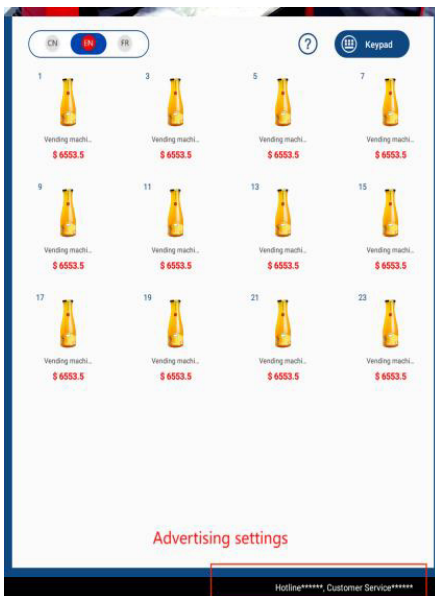 CN EN FR ? Keypad
1 3 5 7
Vending machi... Vending machi... Vending machi... Vending machi...
$ 6553.5 $ 6553.5 $ 6553.5 $ 6553.5
9 11 13 15
Vending machi... Vending machi... Vending machi... Vending machi...
$ 6553.5 $ 6553.5 $ 6553.5 $ 6553.5
17 19 21 23
Vending machi... Vending machi... Vending machi... Vending machi...
$ 6553.5 $ 6553.5 $ 6553.5 $ 6553.5
Advertising settings
Hotline******, Customer Service******